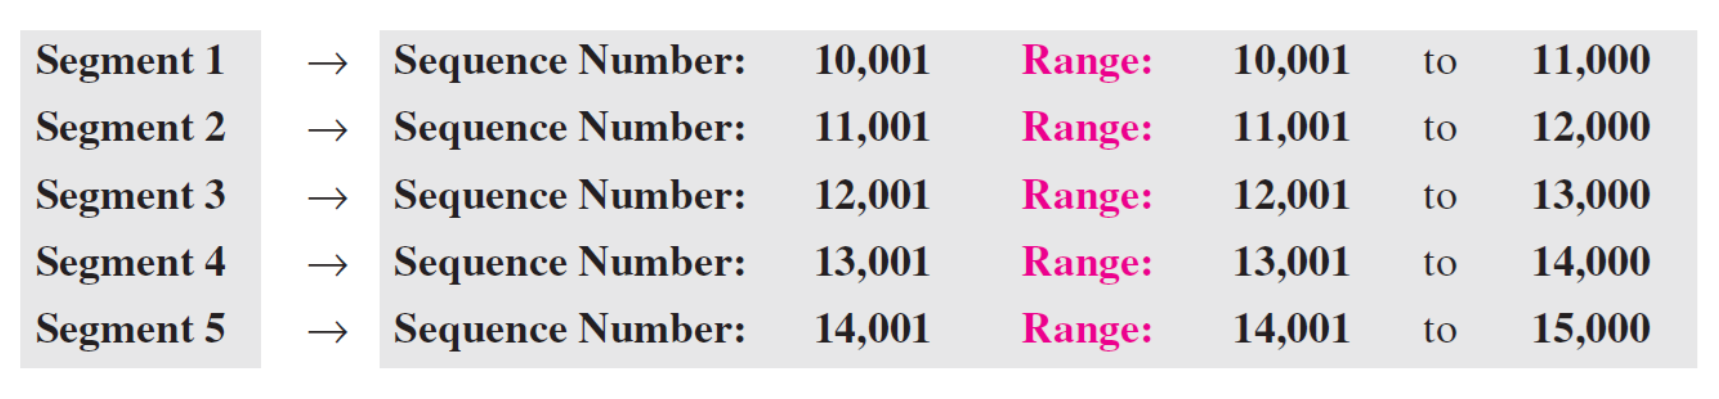 Segment 1 → Sequence Number: 10,001 Range: 10,001 to 11,000
Segment 2 → Sequence Number: 11,001 Range: 11,001 to 12,000
Segment 3 → Sequence Number: 12,001 Range: 12,001 to 13,000
Segment 4 → Sequence Number: 13,001 Range: 13,001 to 14,000
Segment 5 → Sequence Number: 14,001 Range: 14,001 to 15,000